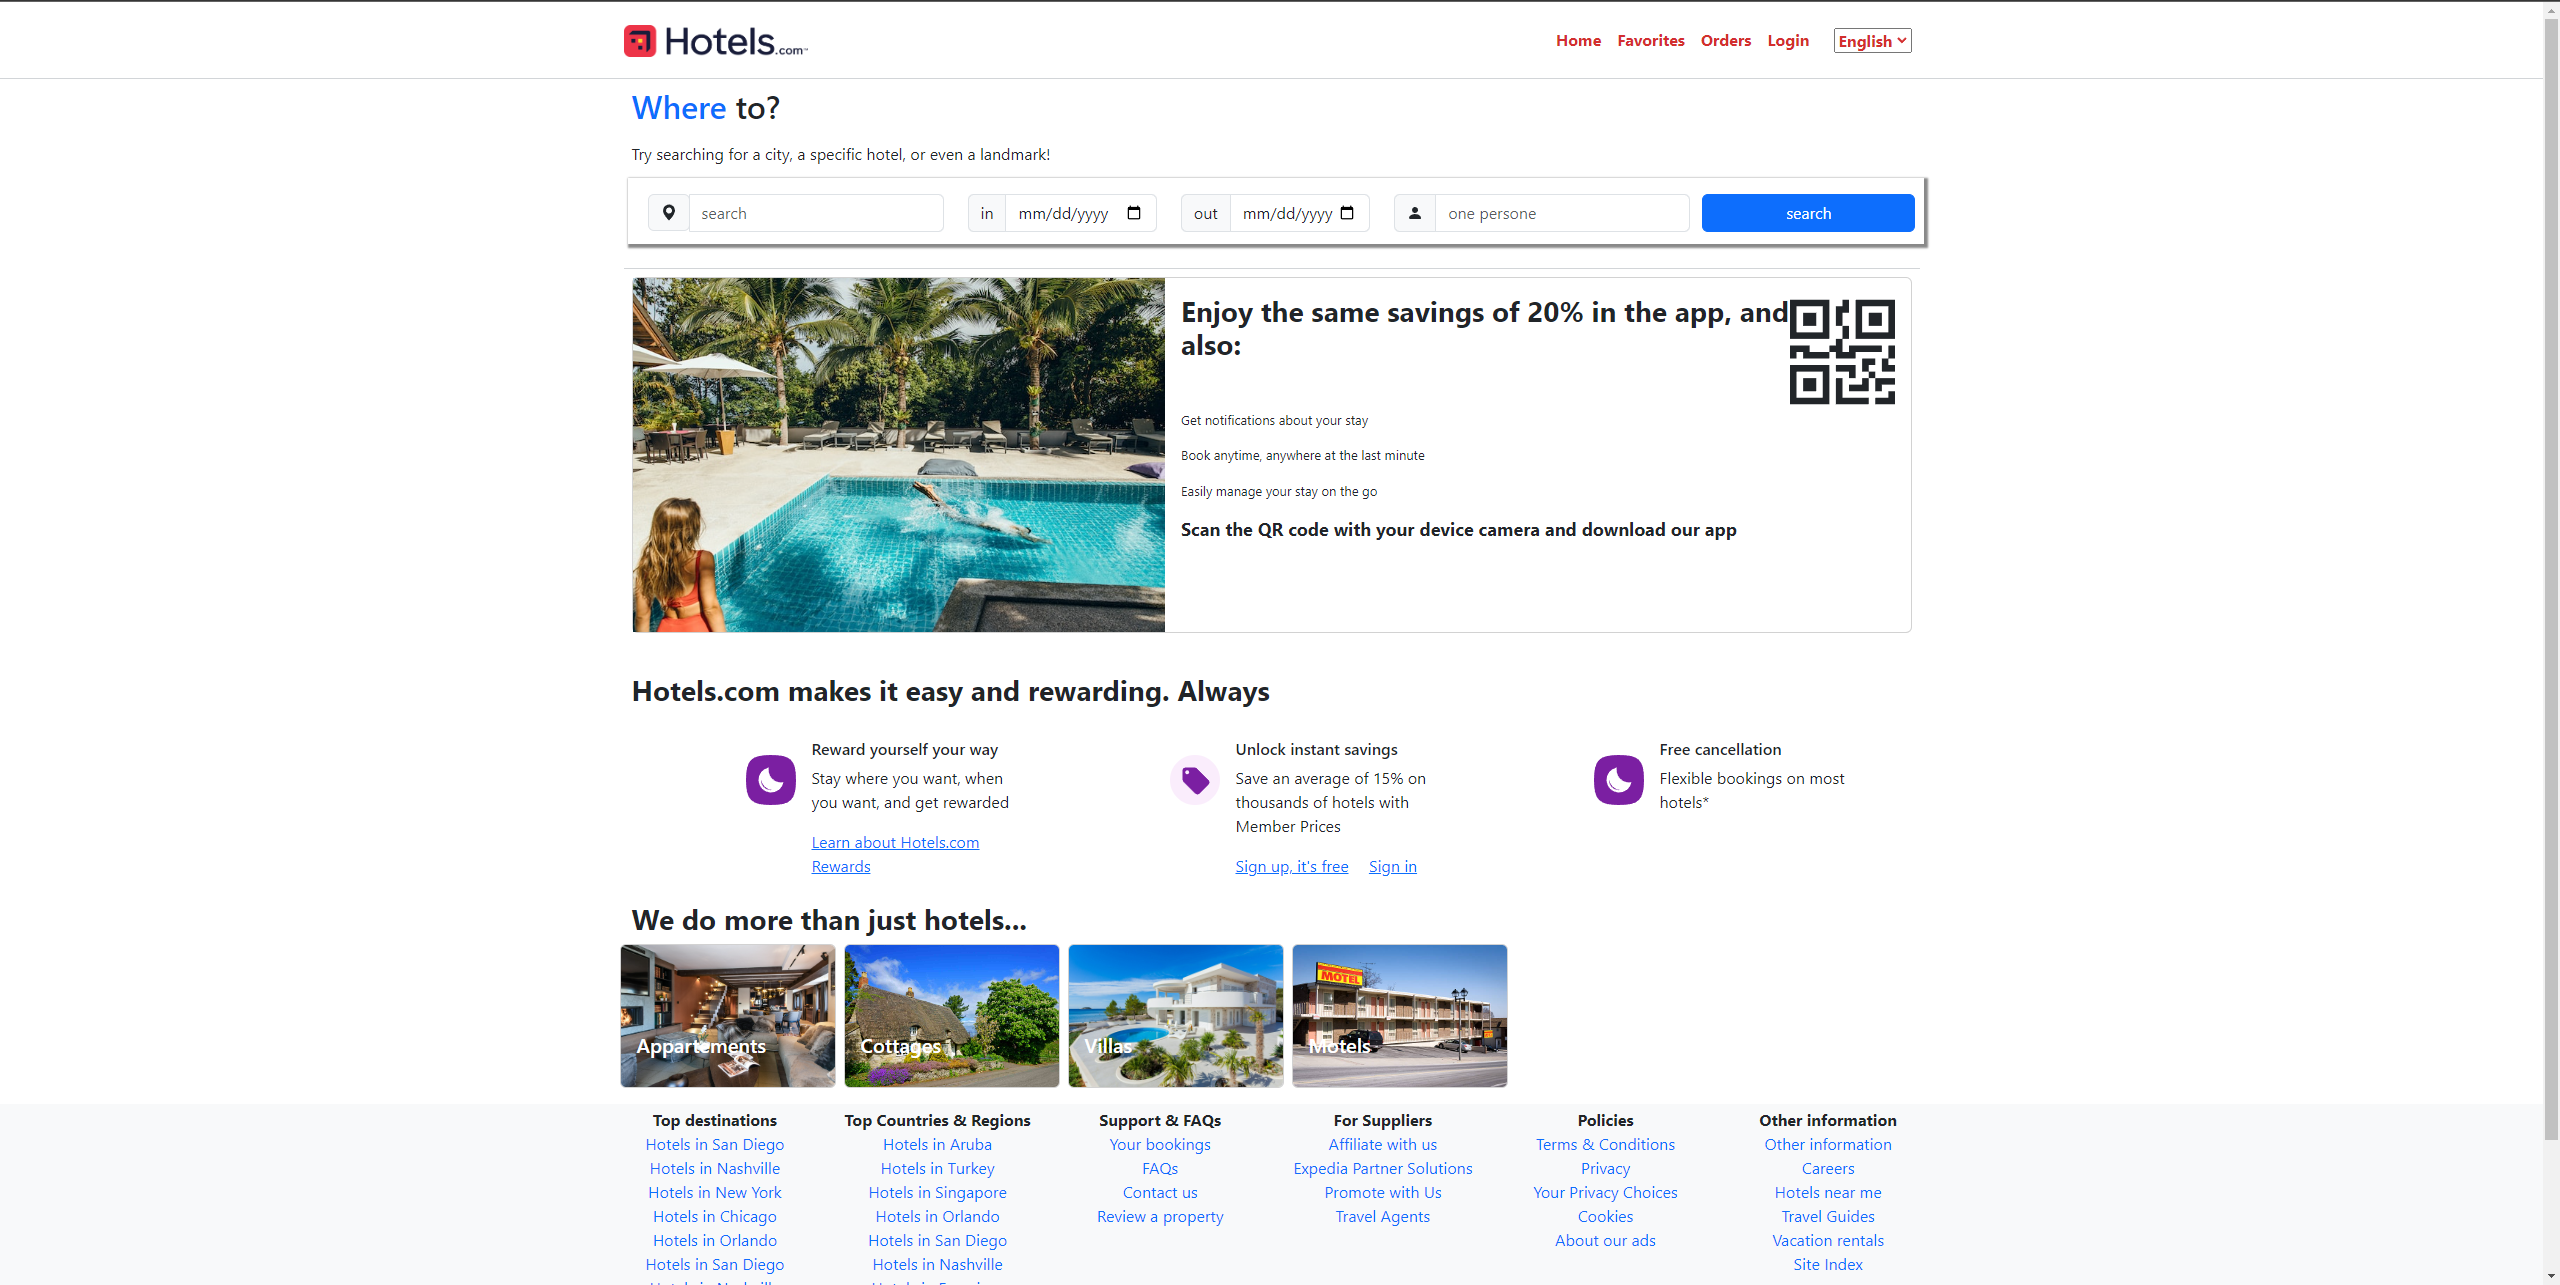 Hotels.com™
Home Favorites Orders Login English
Where to?
Try searching for a city, a specific hotel, or even a landmark!
search in mm/dd/yyyy out mm/dd/yyyy one persone search
Enjoy the same savings of 20% in the app, and
also:
Get notifications about your stay
Book anytime, anywhere at the last minute
Easily manage your stay on the go
Scan the QR code with your device camera and download our app
Hotels.com makes it easy and rewarding. Always
Reward yourself your way
Stay where you want, when
you want, and get rewarded
Learn about Hotels.com
Rewards
Unlock instant savings
Save an average of 15% on
thousands of hotels with
Member Prices
Sign up, it's free Sign in
Free cancellation
Flexible bookings on most
hotels*
We do more than just hotels...
Appartements
Cottages
Villas
MOTEL
Motels
Top destinations
Hotels in San Diego
Hotels in Nashville
Hotels in New York
Hotels in Chicago
Hotels in Orlando
Hotels in San Diego
Top Countries & Regions
Hotels in Aruba
Hotels in Turkey
Hotels in Singapore
Hotels in Orlando
Hotels in San Diego
Hotels in Nashville
Support & FAQs
Your bookings
FAQs
Contact us
Review a property
For Suppliers
Affiliate with us
Expedia Partner Solutions
Promote with Us
Travel Agents
Policies
Terms & Conditions
Privacy
Your Privacy Choices
Cookies
About our ads
Other information
Other information
Careers
Hotels near me
Travel Guides
Vacation rentals
Site Index